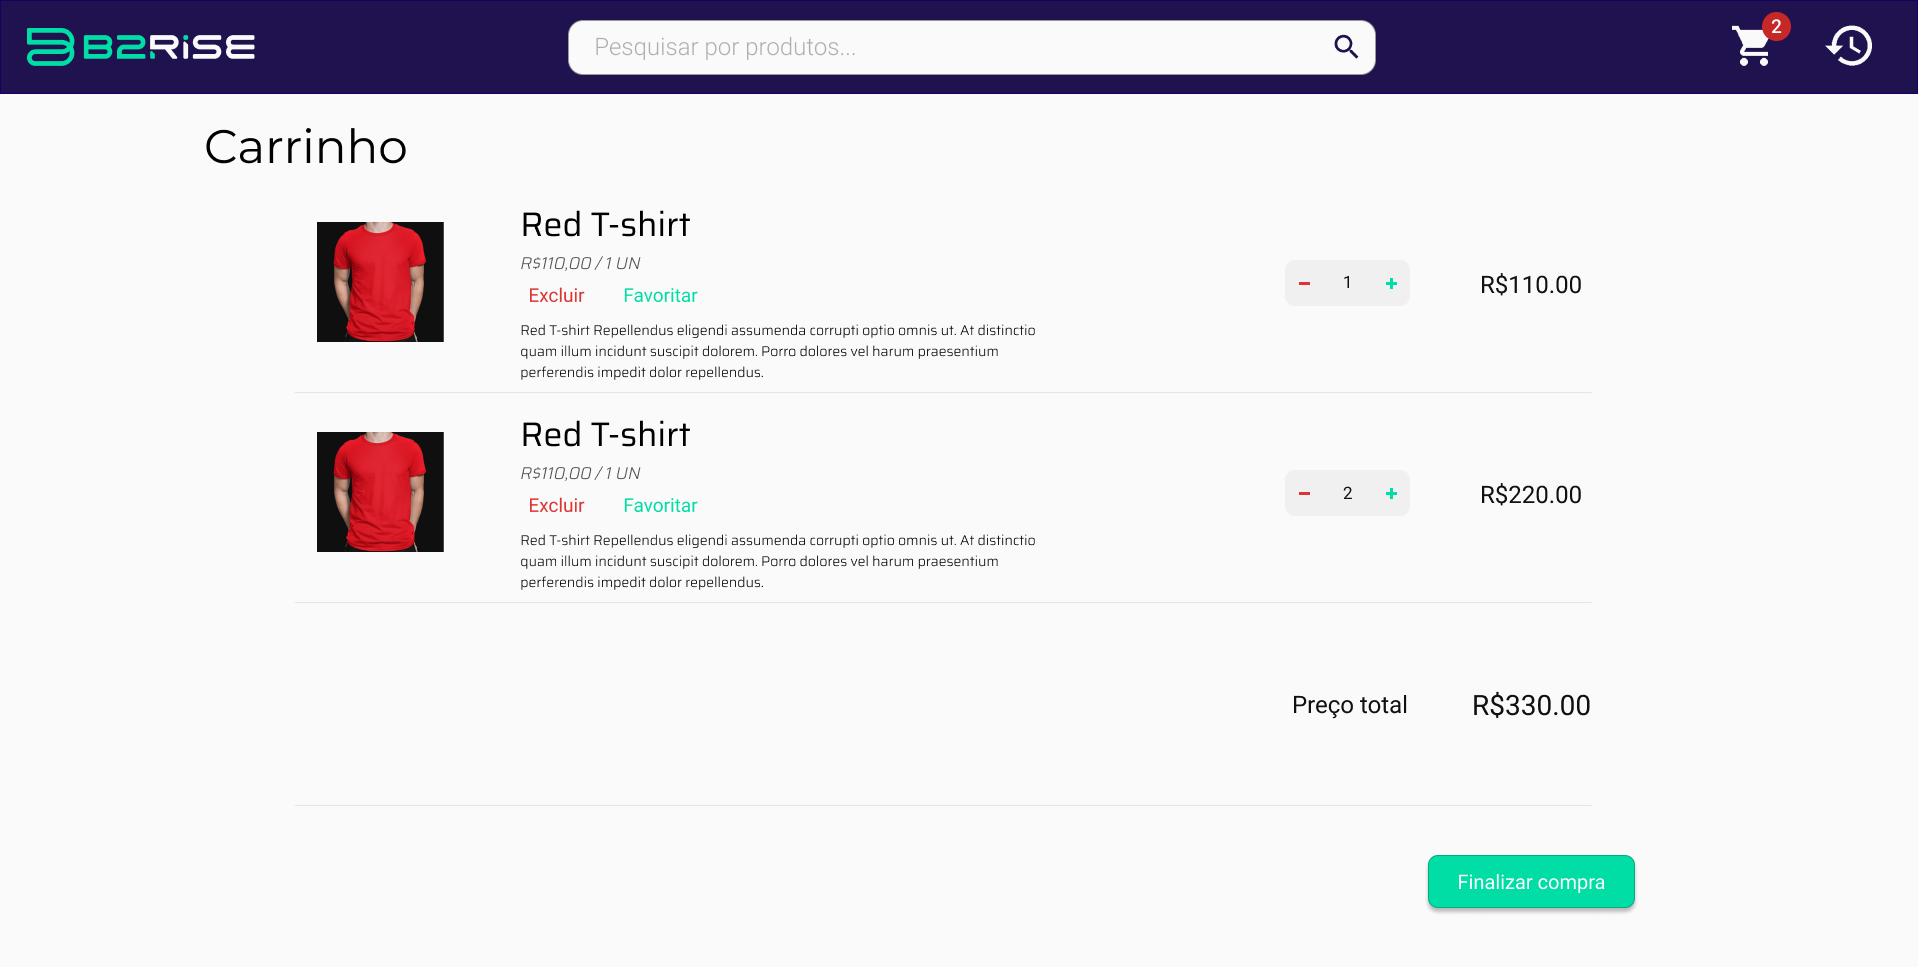 B2RiSE
Pesquisar por produtos...
2
Carrinho
Red T-shirt
R$110,00 / 1 UN
Excluir Favoritar
1
R$110.00
Red T-shirt Repellendus eligendi assumenda corrupti optio omnis ut. At distinctio
quam illum incidunt suscipit dolorem. Porro dolores vel harum praesentium
perferendis impedit dolor repellendus.
Red T-shirt
R$110,00 / 1 UN
Excluir Favoritar
2
R$220.00
Red T-shirt Repellendus eligendi assumenda corrupti optio omnis ut. At distinctio
quam illum incidunt suscipit dolorem. Porro dolores vel harum praesentium
perferendis impedit dolor repellendus.
Preço total R$330.00
Finalizar compra